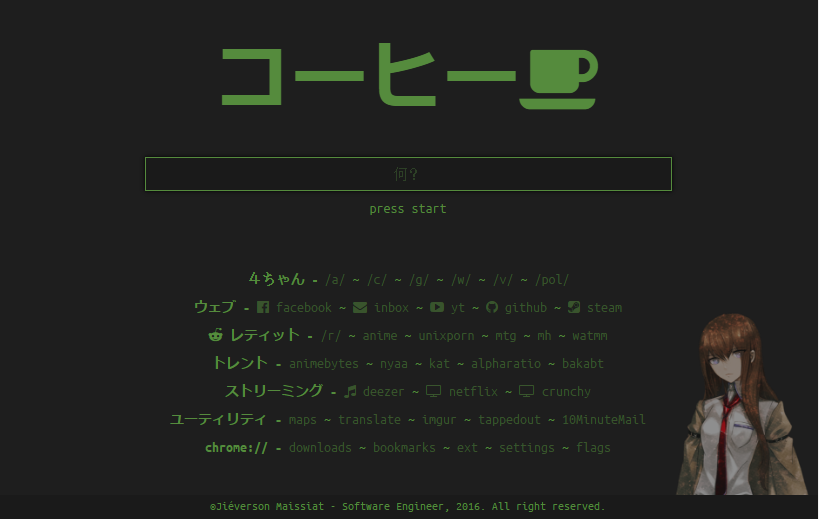 コーヒー
何?
press start
4ちゃん - /a/ ~ /c/ ~ /g/ ~ /w/ ~ /v/ ~ /pol/
ウェブ - facebook ~ inbox ~ yt ~ github ~ steam
レディット - /r/ ~ anime ~ unixporn ~ mtg ~ mh ~ watmm
トレント - animebytes ~ nyaa ~ kat ~ alpharatio ~ bakabt
ストリーミング - deezer ~ netflix ~ crunchy
ユーティリティ - maps ~ translate ~ imgur ~ tappedout ~ 10MinuteMail
chrome:// - downloads ~ bookmarks ~ ext ~ settings ~ flags
©Jiéverson Maissiat - Software Engineer, 2016. All right reserved.